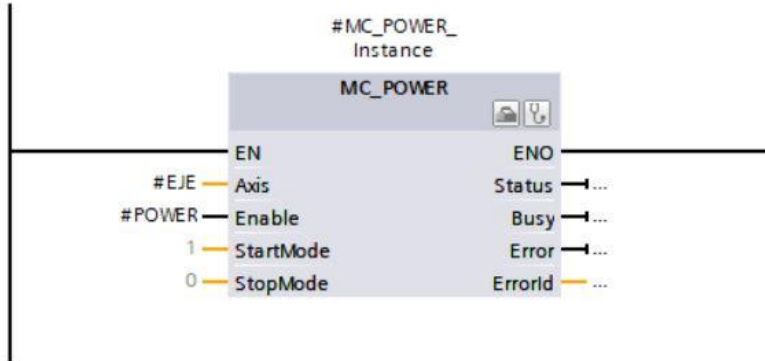 #MC_POWER_
Instance
MC_POWER
EN ENO
#EJE Axis Status ...
#POWER Enable Busy ...
1 StartMode Error ...
0 StopMode ErrorId ...